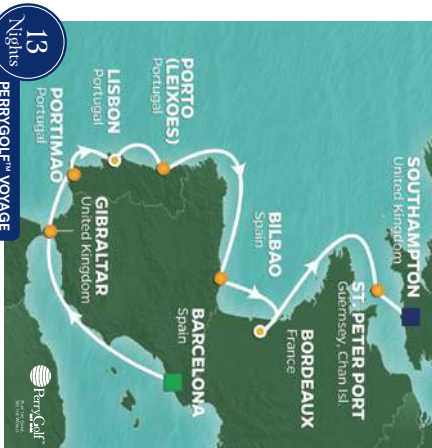 SOUTHAMPTON
United Kingdom
ST. PETER PORT
Guernsey, Chan Isl.
BORDEAUX
France
BILBAO
Spain
PORTO
(LEIXOES)
Portugal
LISBON
Portugal
PORTIMAO
Portugal
GIBRALTAR
United Kingdom
BARCELONA
Spain
13
Nights
PERRYGOLF™ VOYAGE
PerryGolf